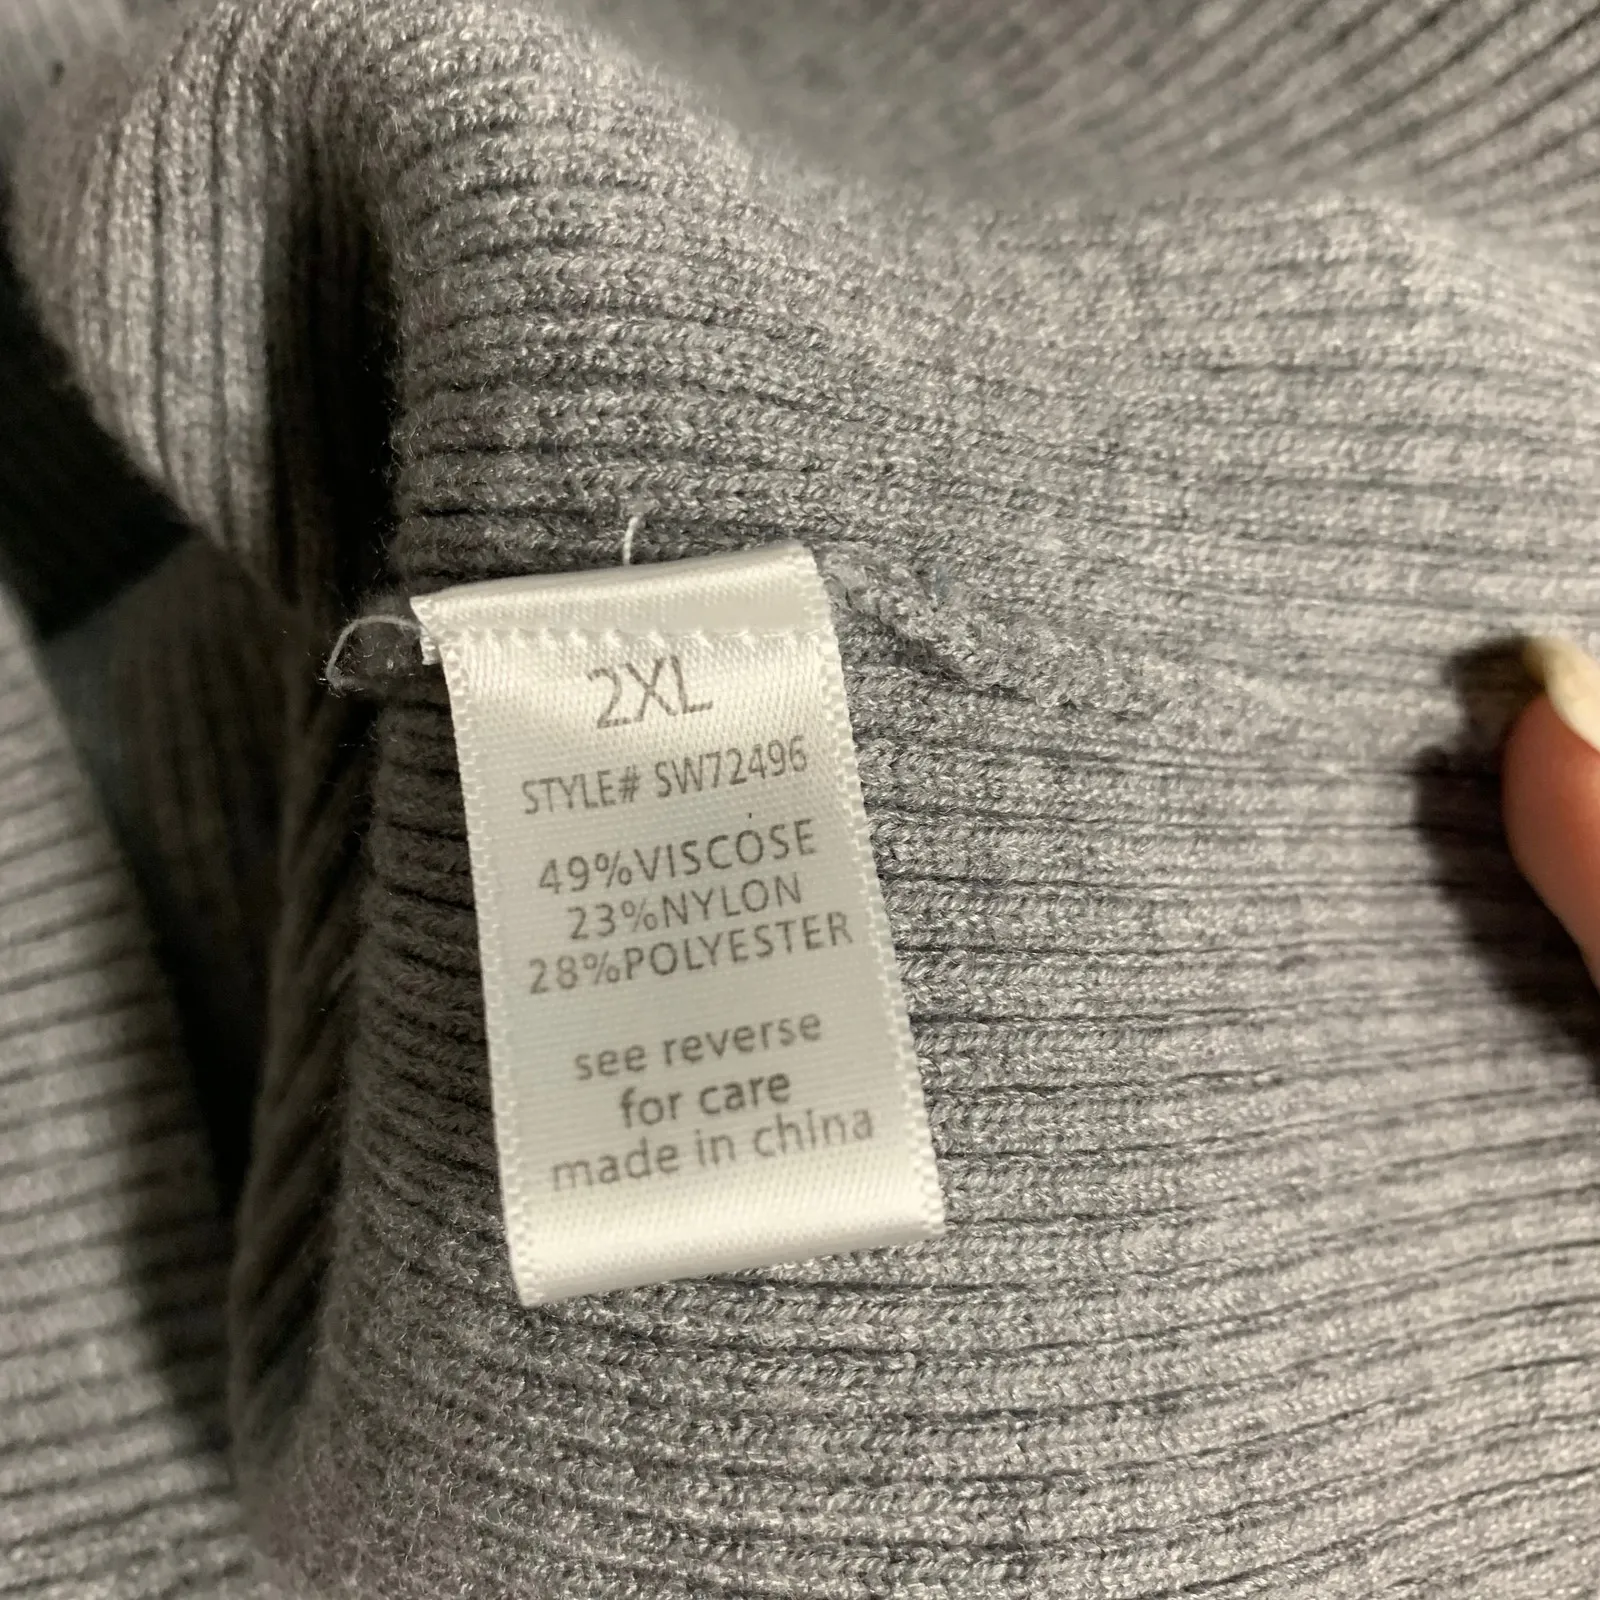 2XL
STYLE# SW72496
49%VISCOSE
23%NYLON
28%POLYESTER
see reverse
for care
made in china